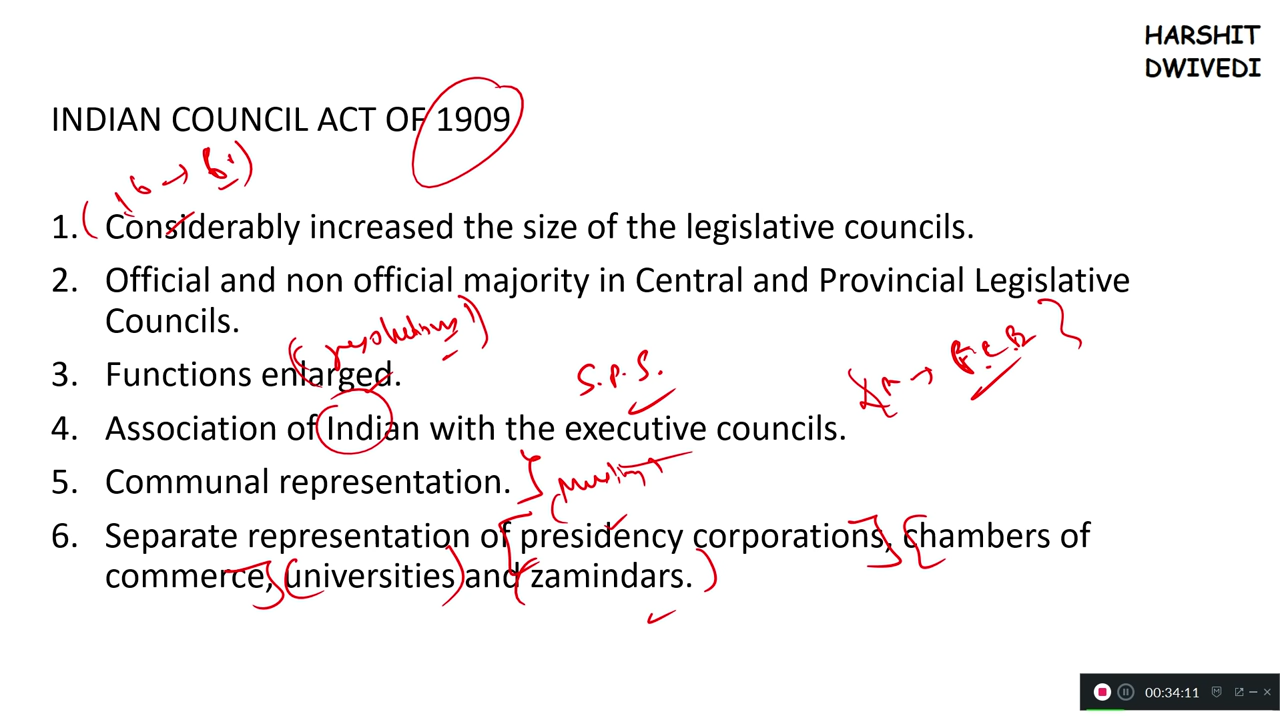 HARSHIT
DWIVEDI
INDIAN COUNCIL ACT OF 1909
16 →
1. Considerably increased the size of the legislative councils.
2. Official and non official majority in Central and Provincial Legislative
Councils.
(resolutions)
3. Functions enlarged.
S.P.S.
4. Association of Indian with the executive councils.
5. Communal representation.
6. Separate representation of presidency corporations, chambers of
commerce, universities and zamindars.
00:34:11